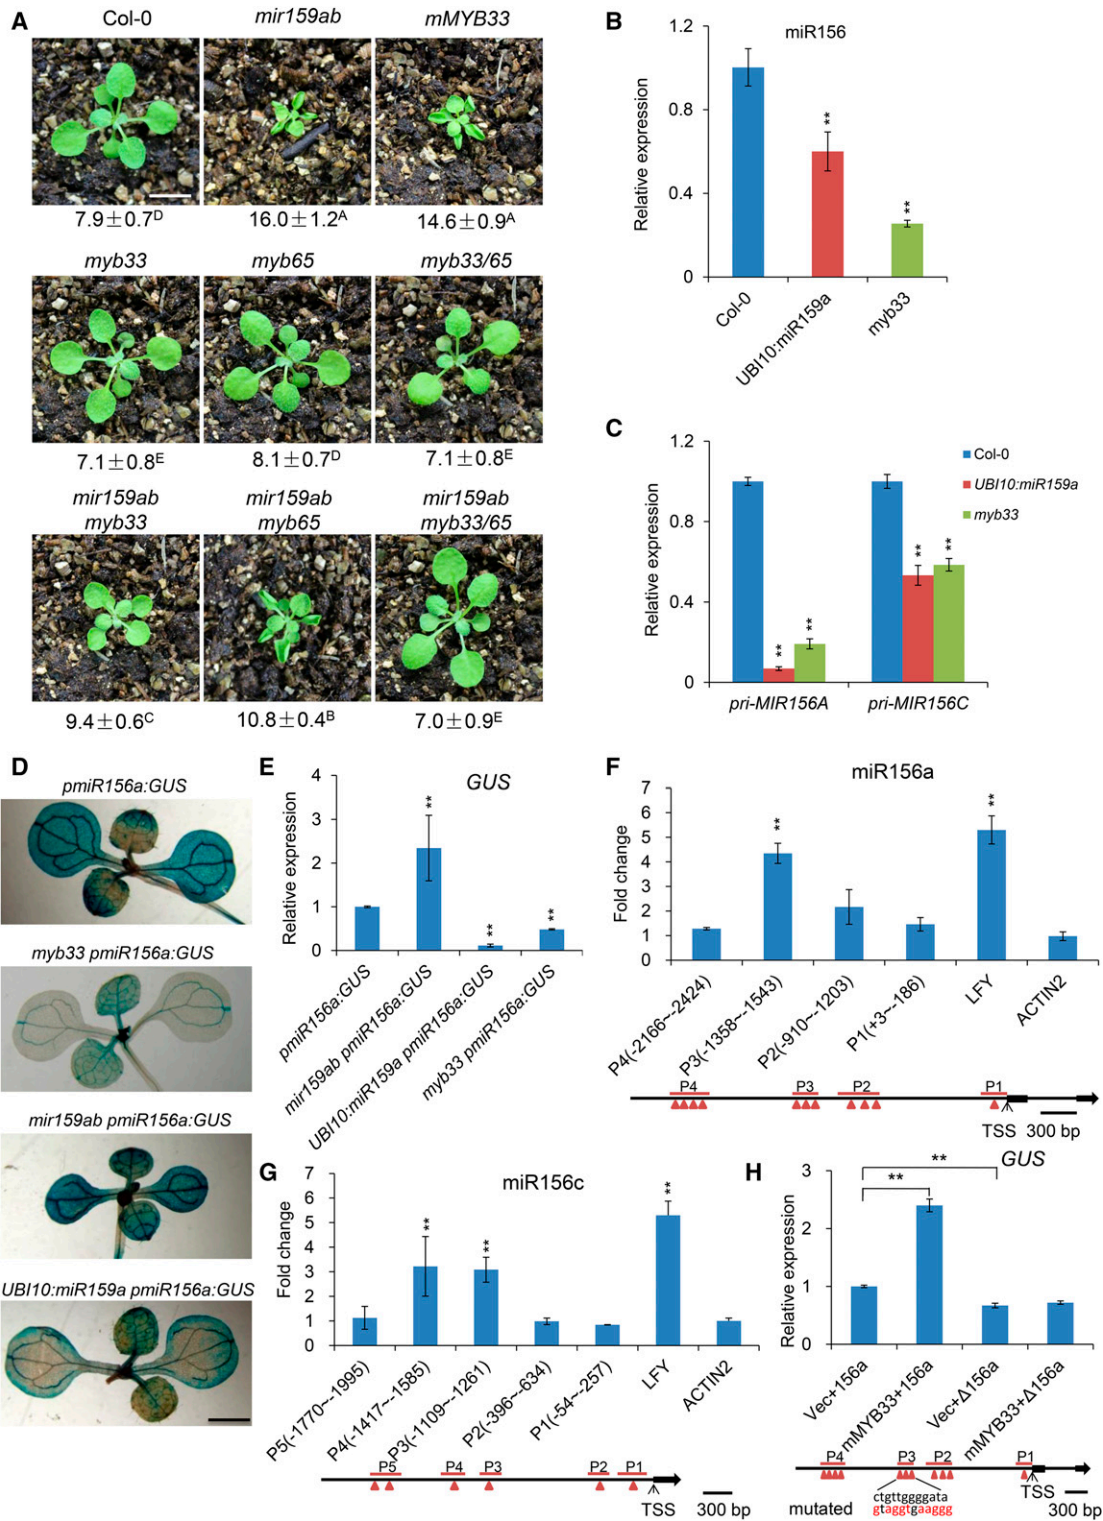 A
Col-0
mir159ab
mMYB33
7.9±0.7D
16.0±1.2A
14.6±0.9A
myb33
myb65
myb33/65
7.1±0.8E
8.1±0.7D
7.1±0.8E
mir159ab
myb33
mir159ab
myb65
mir159ab
myb33/65
9.4±0.6C
10.8±0.4B
7.0±0.9E
B
miR156
Relative expression
1.2
0.8
0.4
0
**
**
Col-0
UBI10:miR159a
myb33
C
Relative expression
1.2
0.8
0.4
0
Col-0
UBI10:miR159a
myb33
**
**
**
**
pri-MIR156A
pri-MIR156C
D
pmiR156a:GUS
myb33 pmiR156a:GUS
mir159ab pmiR156a:GUS
UBI10:miR159a pmiR156a:GUS
E
GUS
Relative expression
4
3
2
1
0
**
**
**
pmiR156a:GUS
mir159ab pmiR156a:GUS
UBI10:miR159a pmiR156a:GUS
myb33 pmiR156a:GUS
F
miR156a
Fold change
7
6
5
4
3
2
1
0
**
**
P4(-2166~-2424)
P3(-1358~-1543)
P2(-910~-1203)
P1(+3~-186)
LFY
ACTIN2
P4
P3
P2
P1
TSS
300 bp
G
miR156c
Fold change
7
6
5
4
3
2
1
0
**
**
**
P5(-1770~-1995)
P4(-1417~-1585)
P3(-1109~-1261)
P2(-396~-634)
P1(-54~-257)
LFY
ACTIN2
P5
P4
P3
P2
P1
TSS
300 bp
H
GUS
Relative expression
3
2
1
0
**
**
Vec+156a
mMYB33+156a
Vec+Δ156a
mMYB33+Δ156a
P4
P3
P2
P1
TSS
300 bp
ctgttggggata
mutated
gtaggtgaaggg